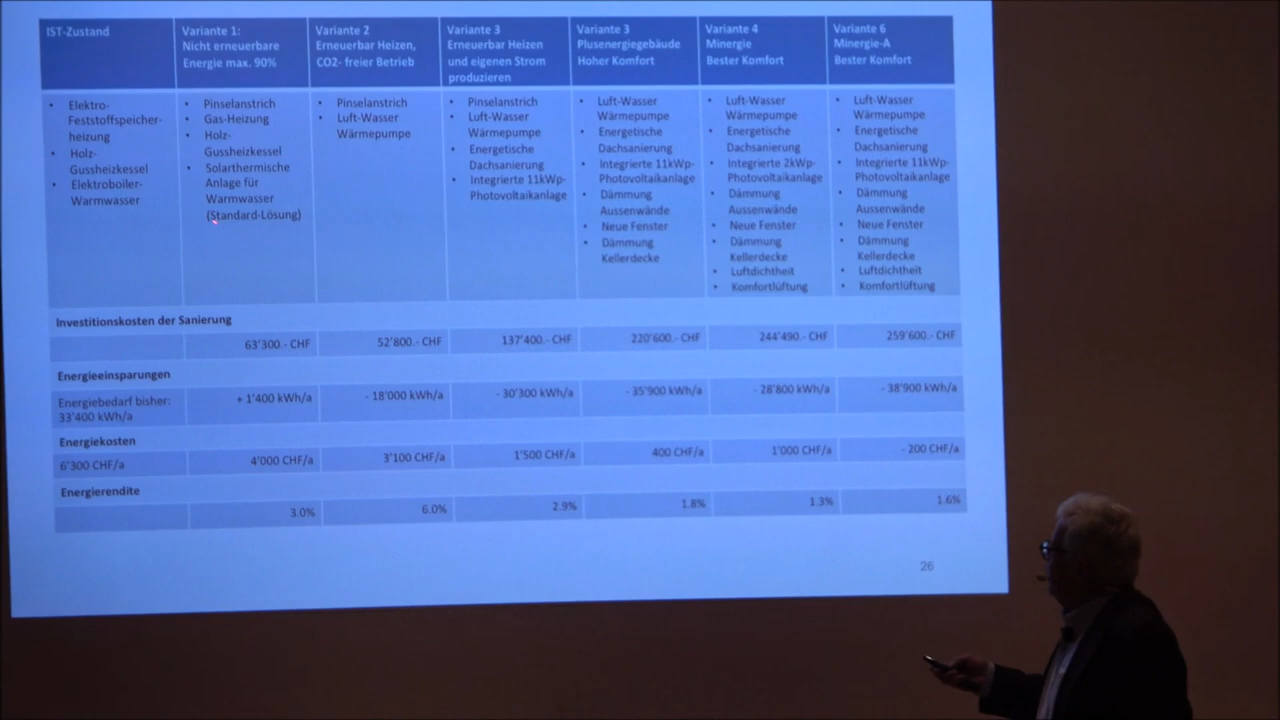 IST-Zustand
Variante 1:
Nicht erneuerbare
Energie max. 90%
Variante 2
Erneuerbar Heizen,
CO2- freier Betrieb
Variante 3
Erneuerbar Heizen
und eigenen Strom
produzieren
Variante 3
Plusenergiegebäude
Hoher Komfort
Variante 4
Minergie
Bester Komfort
Variante 6
Minergie-A
Bester Komfort
• Elektro-
Feststoffspeicher-
heizung
• Holz-
Gussheizkessel
• Elektroboiler-
Warmwasser
• Pinselanstrich
• Gas-Heizung
• Holz-
Gussheizkessel
• Solarthermische
Anlage für
Warmwasser
(Standard-Lösung)
• Pinselanstrich
• Luft-Wasser
Wärmepumpe
• Pinselanstrich
• Luft-Wasser
Wärmepumpe
• Energetische
Dachsanierung
• Integrierte 11kWp-
Photovoltaikanlage
• Luft-Wasser
Wärmepumpe
• Energetische
Dachsanierung
• Integrierte 11kWp-
Photovoltaikanlage
• Dämmung
Aussenwände
• Neue Fenster
• Dämmung
Kellerdecke
• Luft-Wasser
Wärmepumpe
• Energetische
Dachsanierung
• Integrierte 2kWp-
Photovoltaikanlage
• Dämmung
Aussenwände
• Neue Fenster
• Dämmung
Kellerdecke
• Luftdichtheit
• Komfortlüftung
• Luft-Wasser
Wärmepumpe
• Energetische
Dachsanierung
• Integrierte 11kWp-
Photovoltaikanlage
• Dämmung
Aussenwände
• Neue Fenster
• Dämmung
Kellerdecke
• Luftdichtheit
• Komfortlüftung
Investitionskosten der Sanierung
63'300.- CHF 52'800.- CHF 137'400.- CHF 220'600.- CHF 244'490.- CHF 259'600.- CHF
Energieeinsparungen
Energiebedarf bisher:
33'400 kWh/a
+ 1'400 kWh/a - 18'000 kWh/a - 30'300 kWh/a - 35'900 kWh/a - 28'800 kWh/a - 38'900 kWh/a
Energiekosten
6'300 CHF/a 4'000 CHF/a 3'100 CHF/a 1'500 CHF/a 400 CHF/a 1'000 CHF/a - 200 CHF/a
Energierendite
3.0% 6.0% 2.9% 1.8% 1.3% 1.6%
26